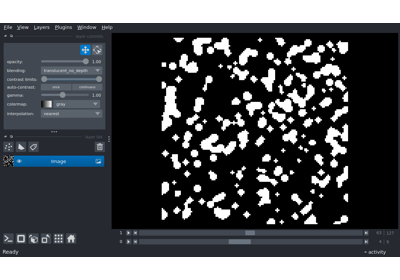 File View Layers Plugins Window Help
opacity: 1.00
blending: translucent_no_depth
contrast limits:
auto-contrast: once continuous
gamma: 1.00
colormap: gray
interpolation: nearest
Image
1
0
Ready
activity